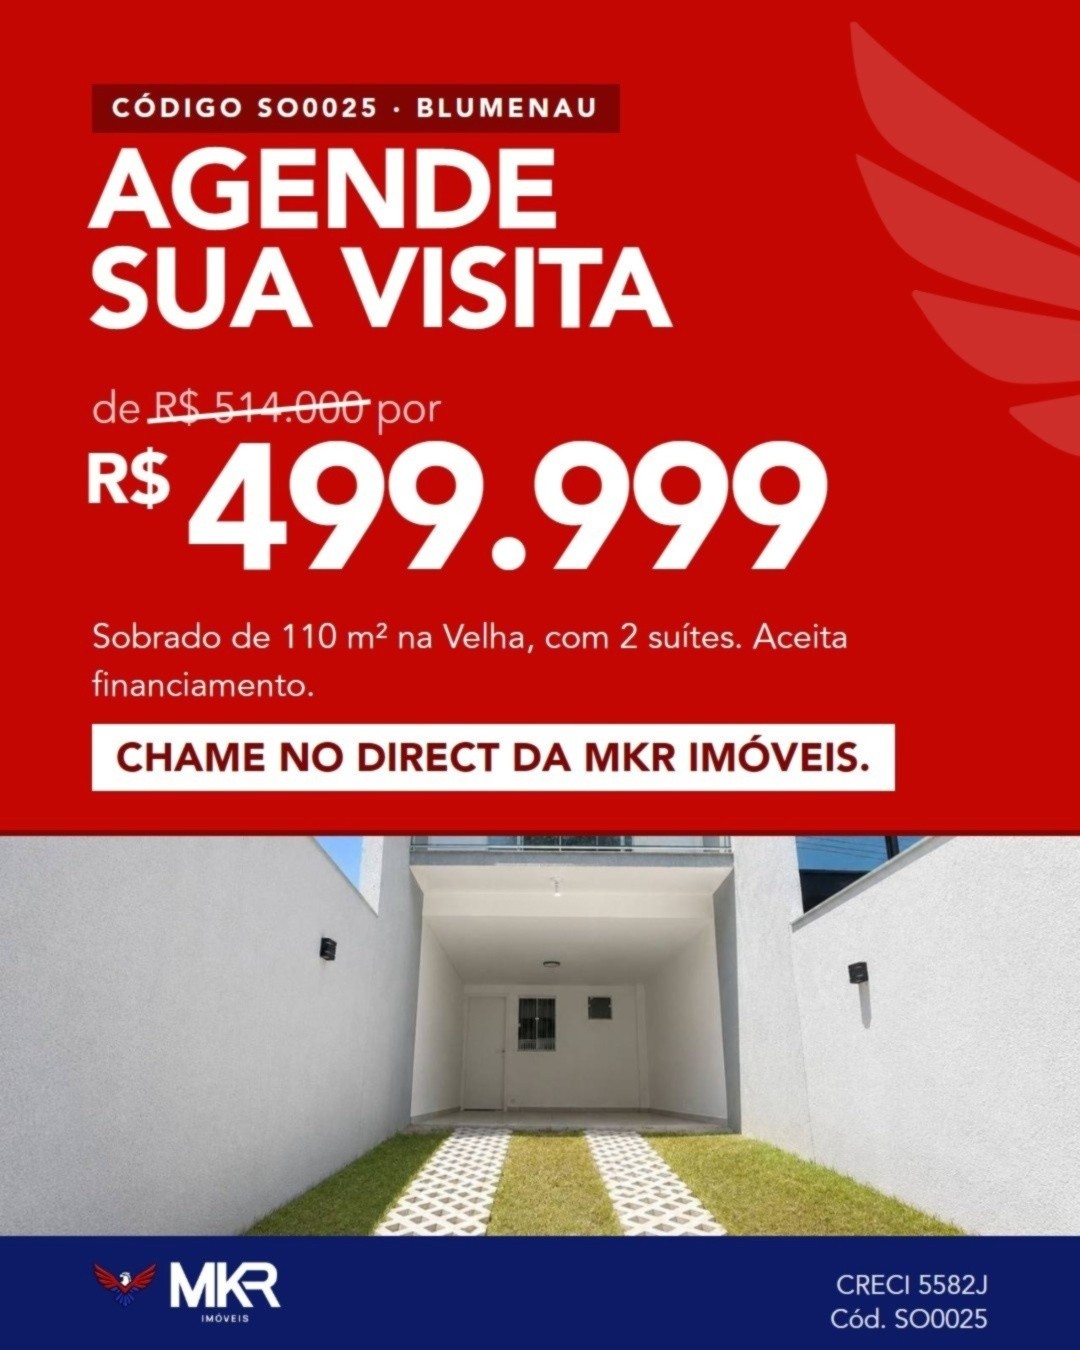 CÓDIGO SO0025 · BLUMENAU
AGENDE
SUA VISITA
de R$ 514.000 por
R$ 499.999
Sobrado de 110 m² na Velha, com 2 suítes. Aceita
financiamento.
CHAME NO DIRECT DA MKR IMÓVEIS.
MKR
IMÓVEIS
CRECI 5582J
Cód. SO0025